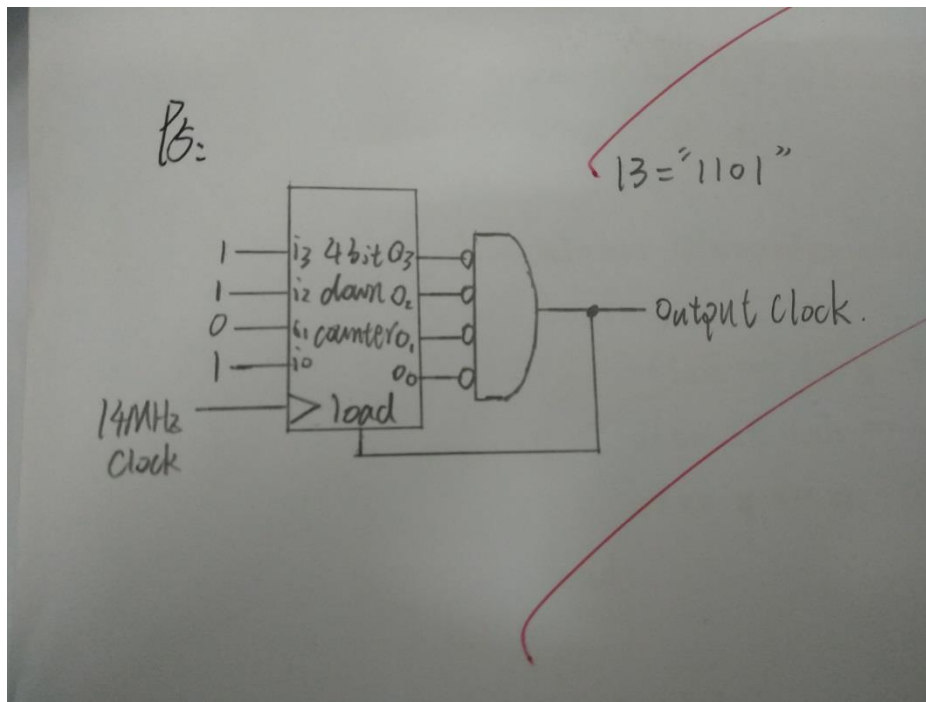 P5:
13="1101"
1 i3 4bit O3
1 i2 down O2
0 i1 counter O1
1 i0 O0
Output Clock.
14MHz load
Clock